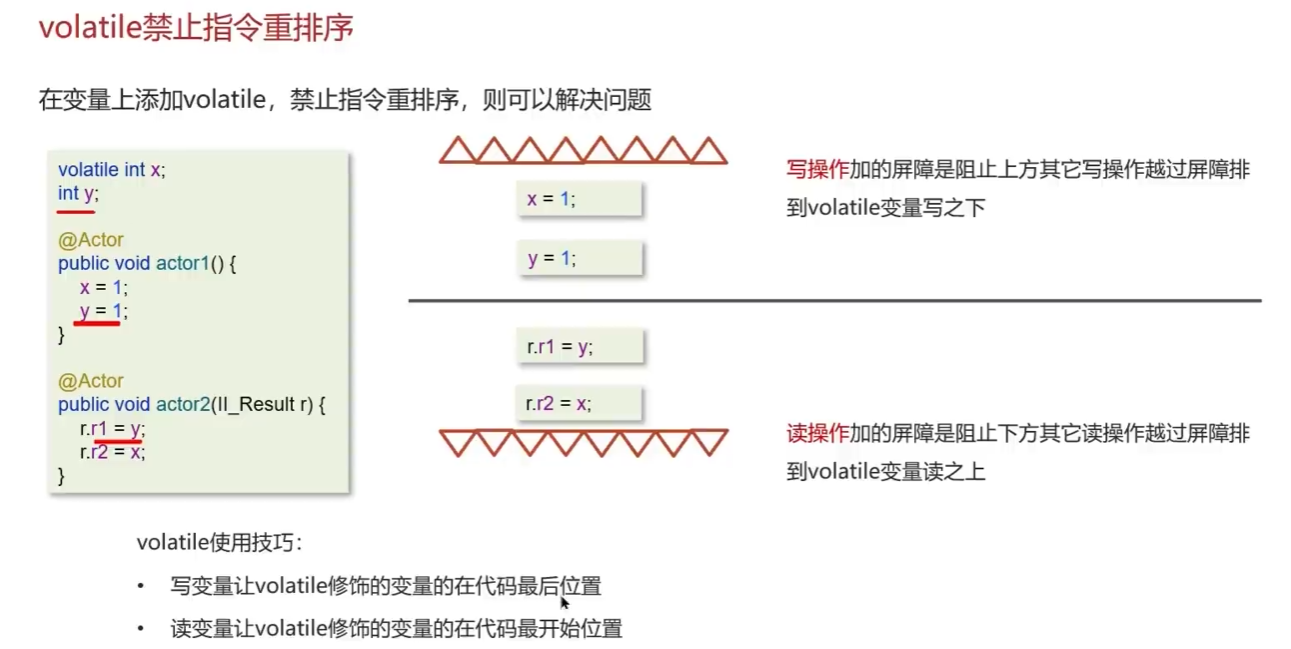 volatile禁止指令重排序
在变量上添加volatile，禁止指令重排序，则可以解决问题
volatile int x;
int y;
@Actor
public void actor1() {
x = 1;
y = 1;
}
@Actor
public void actor2(II_Result r) {
r.r1 = y;
r.r2 = x;
}
x = 1;
y = 1;
r.r1 = y;
r.r2 = x;
写操作加的屏障是阻止上方其它写操作越过屏障排
到volatile变量写之下
读操作加的屏障是阻止下方其它读操作越过屏障排
到volatile变量读之上
volatile使用技巧：
• 写变量让volatile修饰的变量的在代码最后位置
• 读变量让volatile修饰的变量的在代码最开始位置